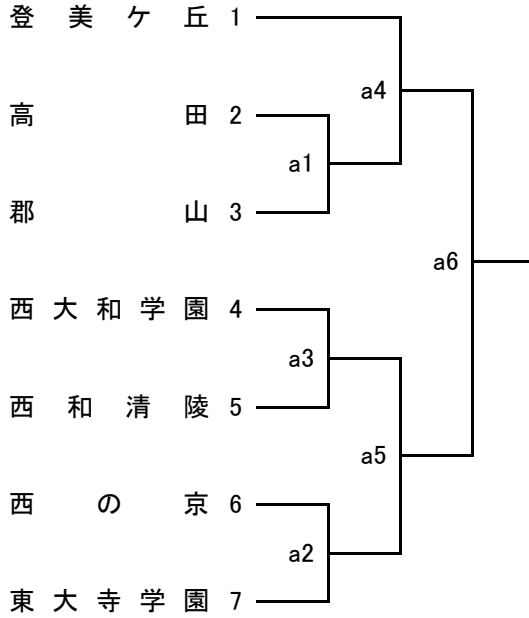 登美ケ丘 1
a4
高田 2
a1
郡山 3
a6
西大和学園 4
a3
西和清陵 5
a5
西の京 6
a2
東大寺学園 7